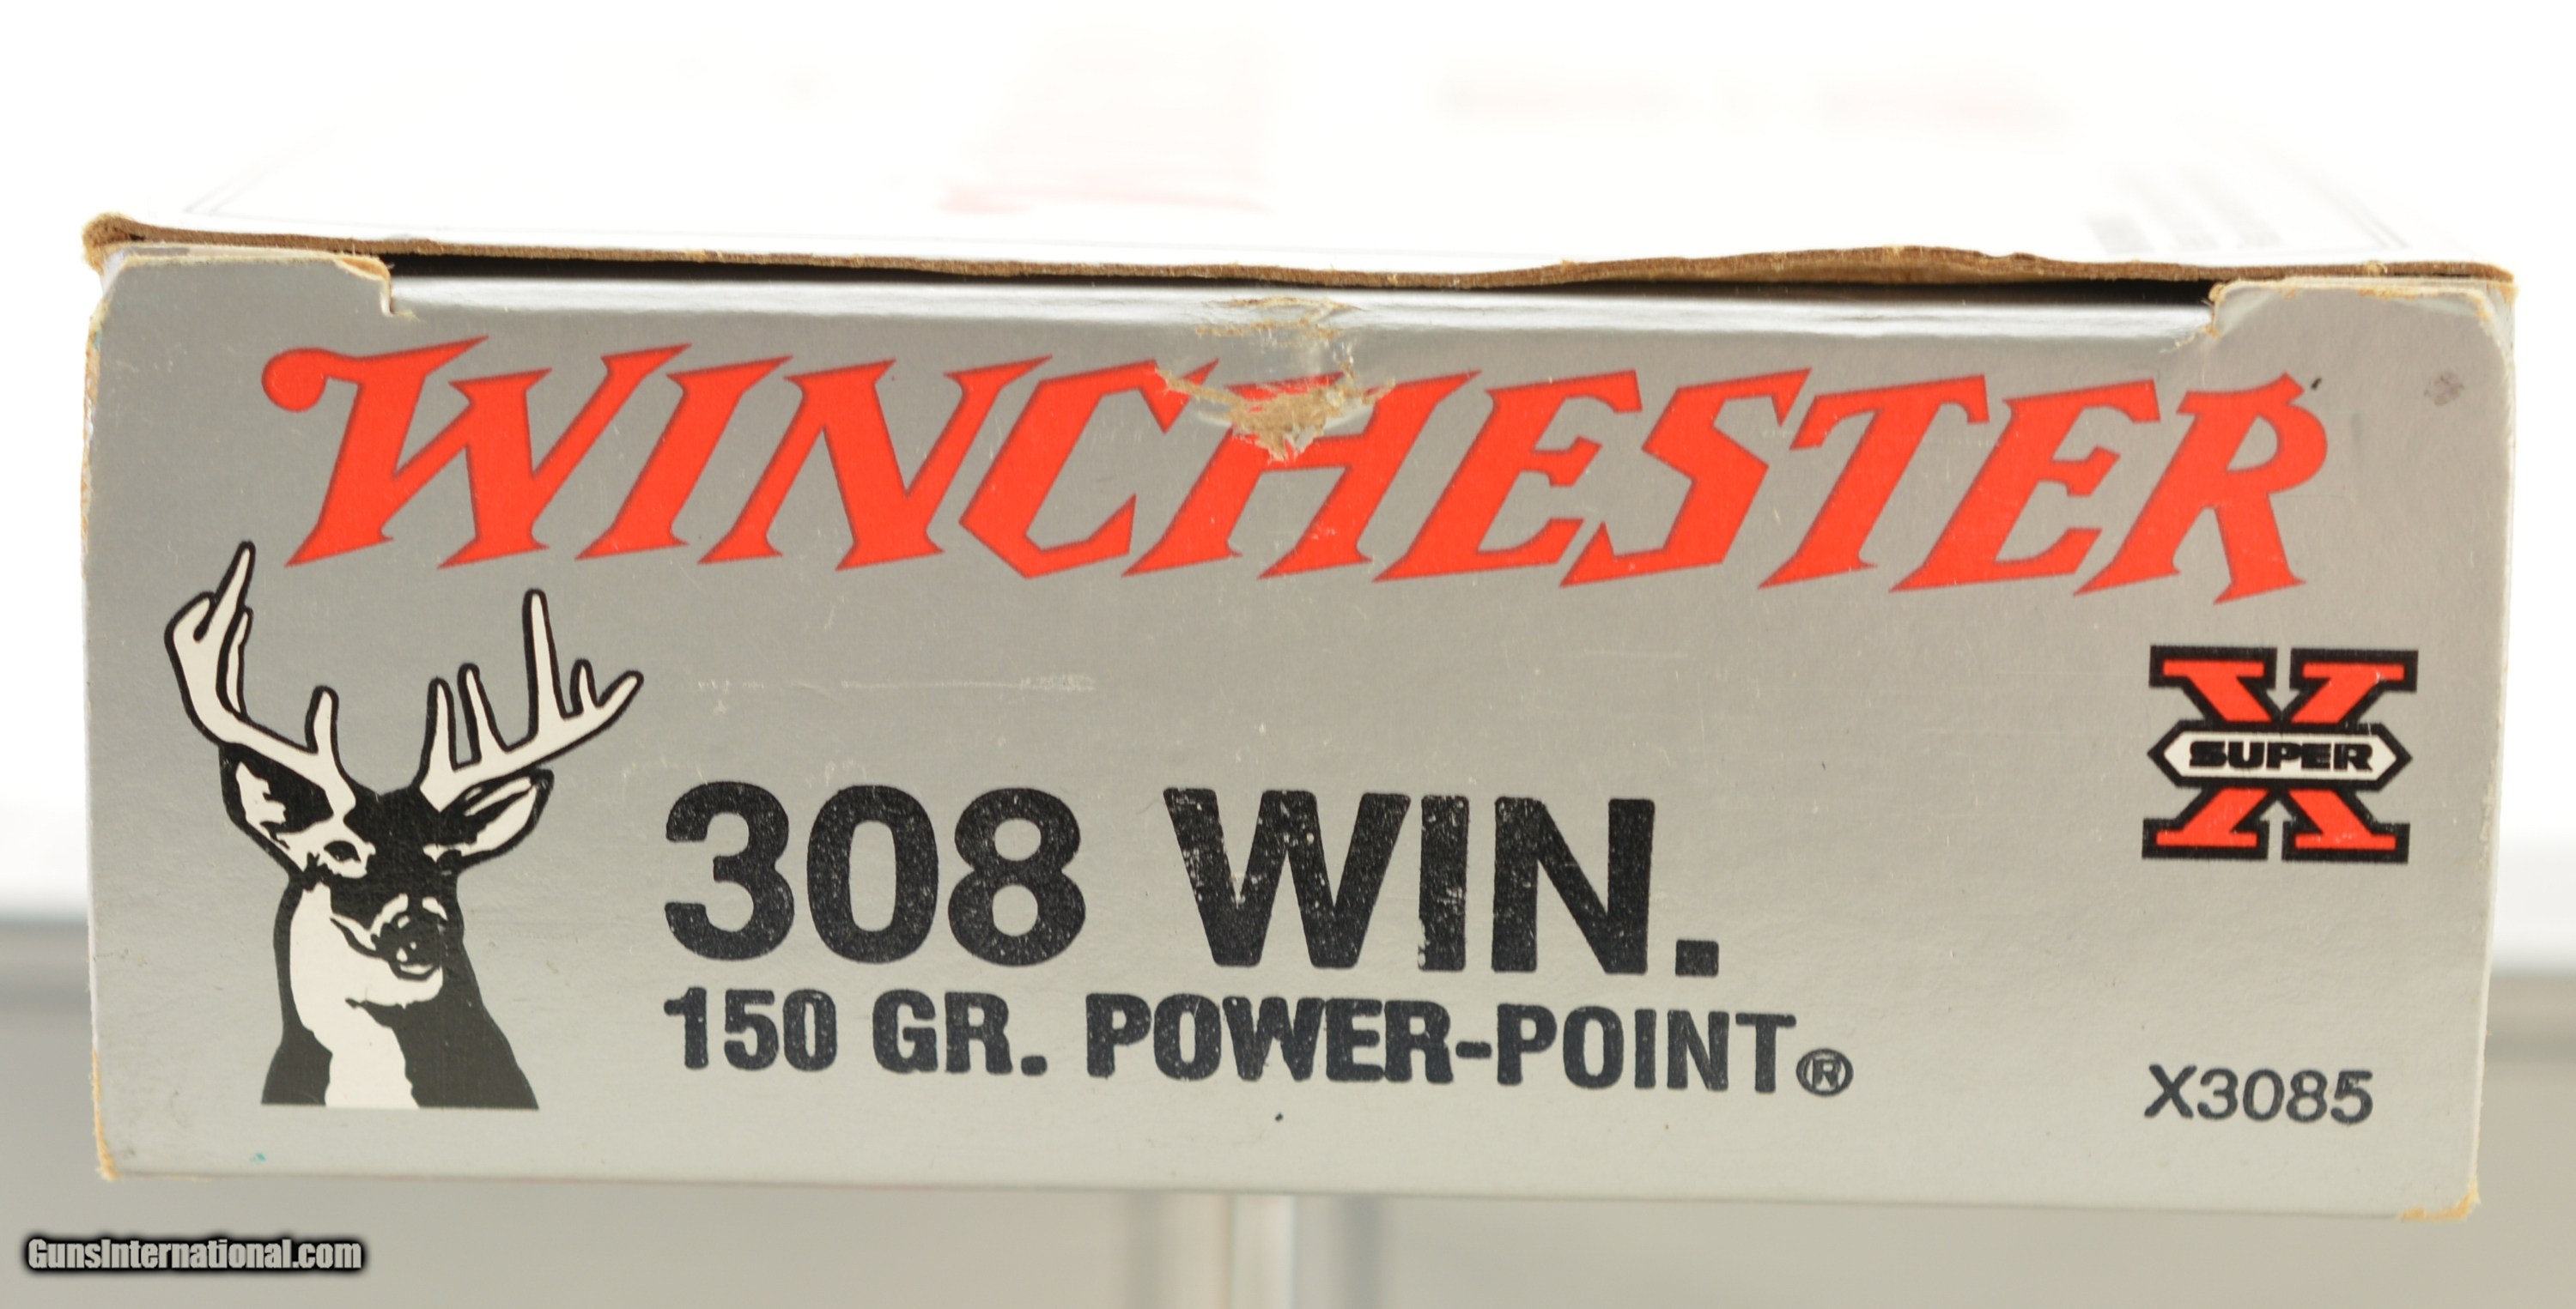 WINCHESTER
SUPER X
308 WIN.
150 GR. POWER-POINT®
X3085
GunsInternational.com